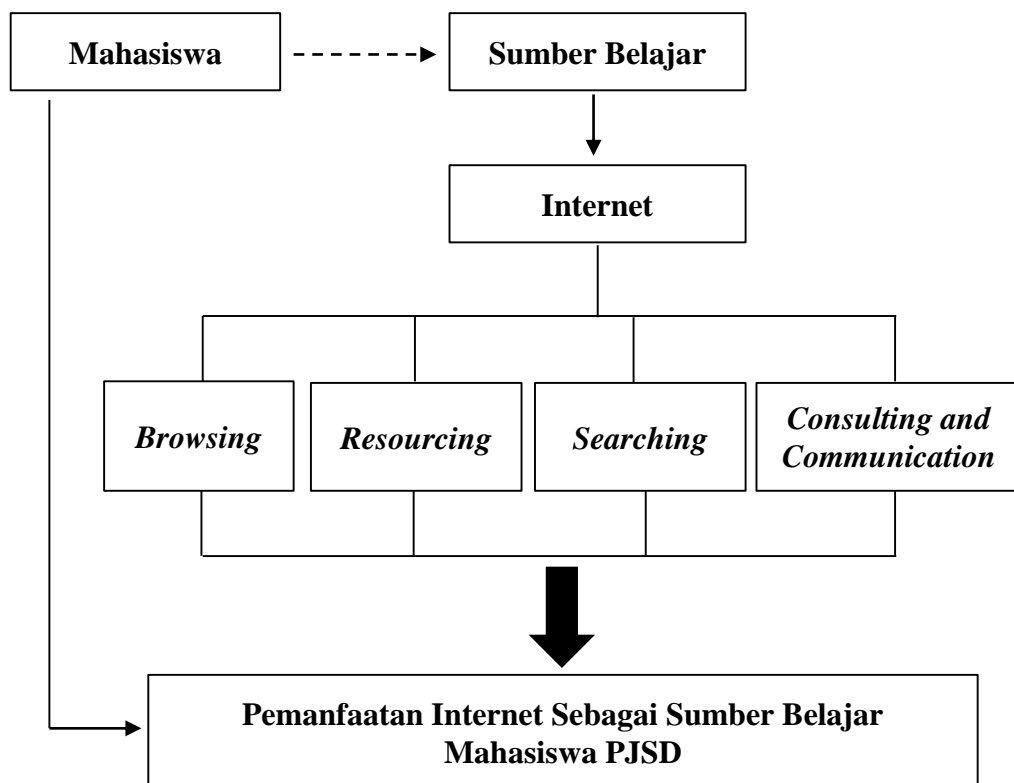 Mahasiswa
Sumber Belajar
Internet
Browsing
Resourcing
Searching
Consulting and
Communication
Pemanfaatan Internet Sebagai Sumber Belajar
Mahasiswa PJSD